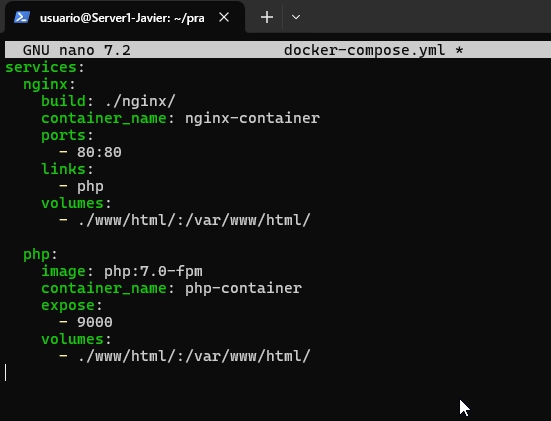 usuario@Server1-Javier: ~/pra
GNU nano 7.2 docker-compose.yml *
services:
  nginx:
    build: ./nginx/
    container_name: nginx-container
    ports:
      - 80:80
    links:
      - php
    volumes:
      - ./www/html/:/var/www/html/

  php:
    image: php:7.0-fpm
    container_name: php-container
    expose:
      - 9000
    volumes:
      - ./www/html/:/var/www/html/